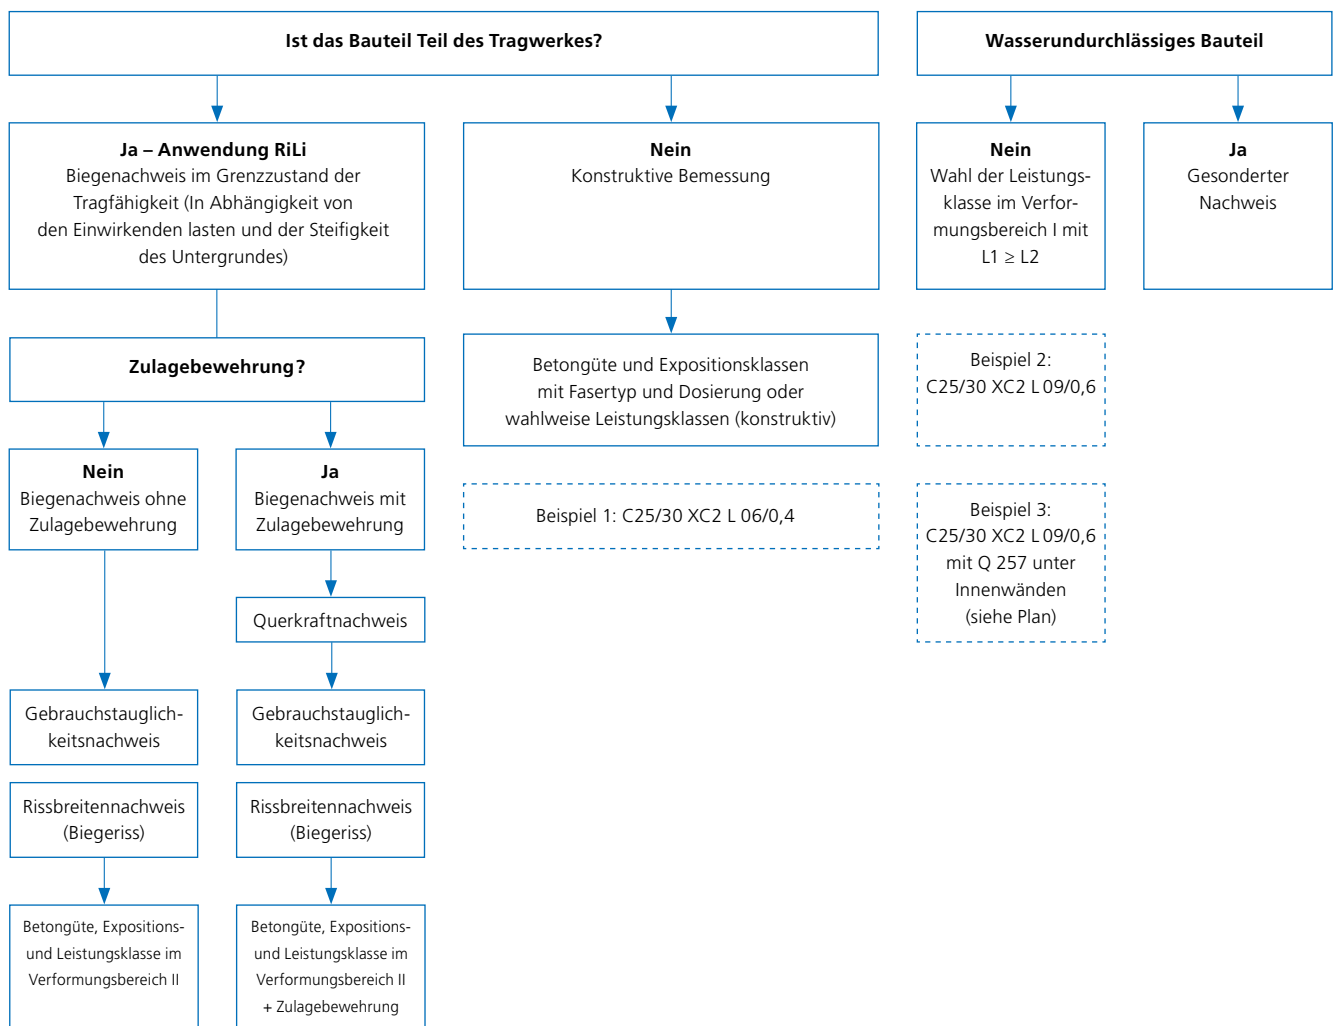 Ist das Bauteil Teil des Tragwerkes?
Wasserundurchlässiges Bauteil
Ja – Anwendung RiLi
Biegenachweis im Grenzzustand der
Tragfähigkeit (In Abhängigkeit von
den Einwirkenden lasten und der Steifigkeit
des Untergrundes)
Nein
Konstruktive Bemessung
Nein
Wahl der Leistungs-
klasse im Verfor-
mungsbereich I mit
L1 ≥ L2
Ja
Gesonderter
Nachweis
Zulagebewehrung?
Betongüte und Expositionsklassen
mit Fasertyp und Dosierung oder
wahlweise Leistungsklassen (konstruktiv)
Beispiel 2:
C25/30 XC2 L 09/0,6
Nein
Biegenachweis ohne
Zulagebewehrung
Ja
Biegenachweis mit
Zulagebewehrung
Beispiel 1: C25/30 XC2 L 06/0,4
Beispiel 3:
C25/30 XC2 L 09/0,6
mit Q 257 unter
Innenwänden
(siehe Plan)
Querkraftnachweis
Gebrauchstauglich-
keitsnachweis
Gebrauchstauglich-
keitsnachweis
Rissbreitennachweis
(Biegeriss)
Rissbreitennachweis
(Biegeriss)
Betongüte, Expositions-
und Leistungsklasse im
Verformungsbereich II
Betongüte, Expositions-
und Leistungsklasse im
Verformungsbereich II
+ Zulagebewehrung